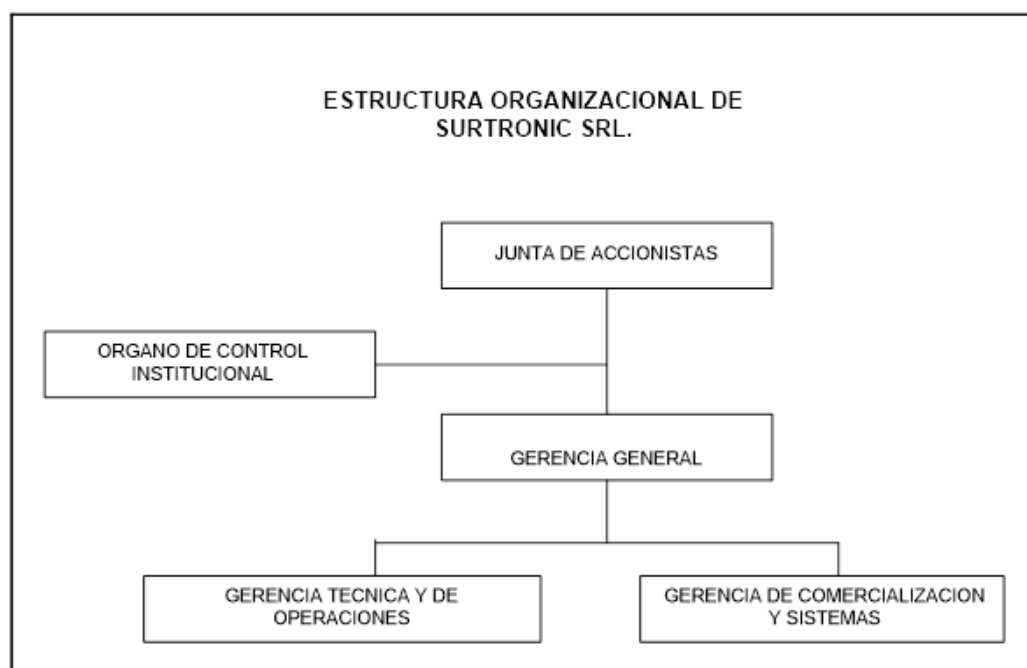 ESTRUCTURA ORGANIZACIONAL DE
SURTRONIC SRL.
JUNTA DE ACCIONISTAS
ORGANO DE CONTROL
INSTITUCIONAL
GERENCIA GENERAL
GERENCIA TECNICA Y DE
OPERACIONES
GERENCIA DE COMERCIALIZACION
Y SISTEMAS